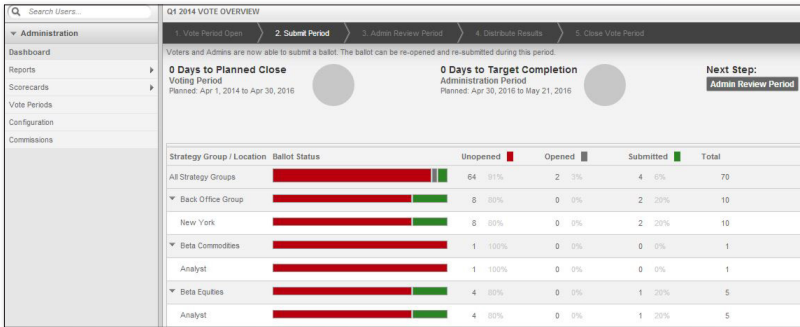 Search Users...
Administration
Dashboard
Reports
Scorecards
Vote Periods
Configuration
Commissions
Q1 2014 VOTE OVERVIEW
1. Vote Period Open 2. Submit Period 3. Admin Review Period 4. Distribute Results 5. Close Vote Period
Voters and Admins are now able to submit a ballot. The ballot can be re-opened and re-submitted during this period.
0 Days to Planned Close
Voting Period
Planned: Apr 1, 2014 to Apr 30, 2016
0 Days to Target Completion
Administration Period
Planned: Apr 30, 2016 to May 21, 2016
Next Step:
Admin Review Period
Strategy Group / Location Ballot Status Unopened Opened Submitted Total
All Strategy Groups 64 91% 2 3% 4 6% 70
Back Office Group 8 80% 0 0% 2 20% 10
New York 8 80% 0 0% 2 20% 10
Beta Commodities 1 100% 0 0% 0 0% 1
Analyst 1 100% 0 0% 0 0% 1
Beta Equities 4 80% 0 0% 1 20% 5
Analyst 4 80% 0 0% 1 20% 5